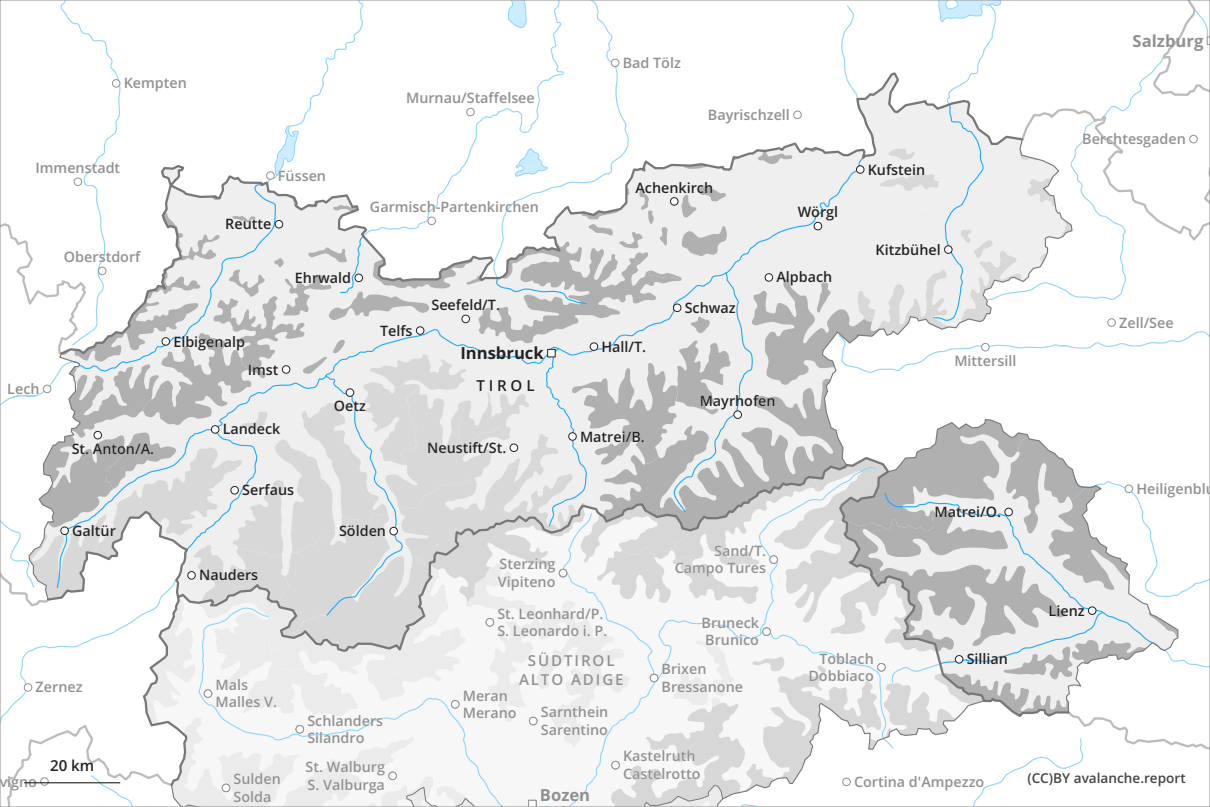 Salzburg
Bad Tölz
Kempten
Murnau/Staffelsee
Bayrischzell
Berchtesgaden
Immenstadt
Füssen
Kufstein
Achenkirch
Garmisch-Partenkirchen
Wörgl
Reutte
Kitzbühel
Oberstdorf
Ehrwald
Alpbach
Seefeld/T.
Schwaz
Telfs
Zell/See
Elbigenalp
Innsbruck
Hall/T.
Mittersill
Imst
TIROL
Lech
Oetz
Mayrhofen
Landeck
Matrei/B.
St. Anton/A.
Neustift/St.
Serfaus
Heiligenblu
Matrei/O.
Galtür
Sölden
Sand/T.
Campo Tures
Sterzing
Vipiteno
Nauders
Lienz
St. Leonhard/P.
S. Leonardo i. P.
Bruneck
Brunico
SÜDTIROL
ALTO ADIGE
Toblach
Dobbiaco
Sillian
Brixen
Bressanone
Zernez
Mals
Malles V.
Meran
Merano
Sarnthein
Sarentino
Schlanders
Silandro
Kastelruth
Castelrotto
20 km
St. Walburg
S. Valburga
vigno
Sulden
Solda
Cortina d'Ampezzo
(CC)BY avalanche.report
Bozen